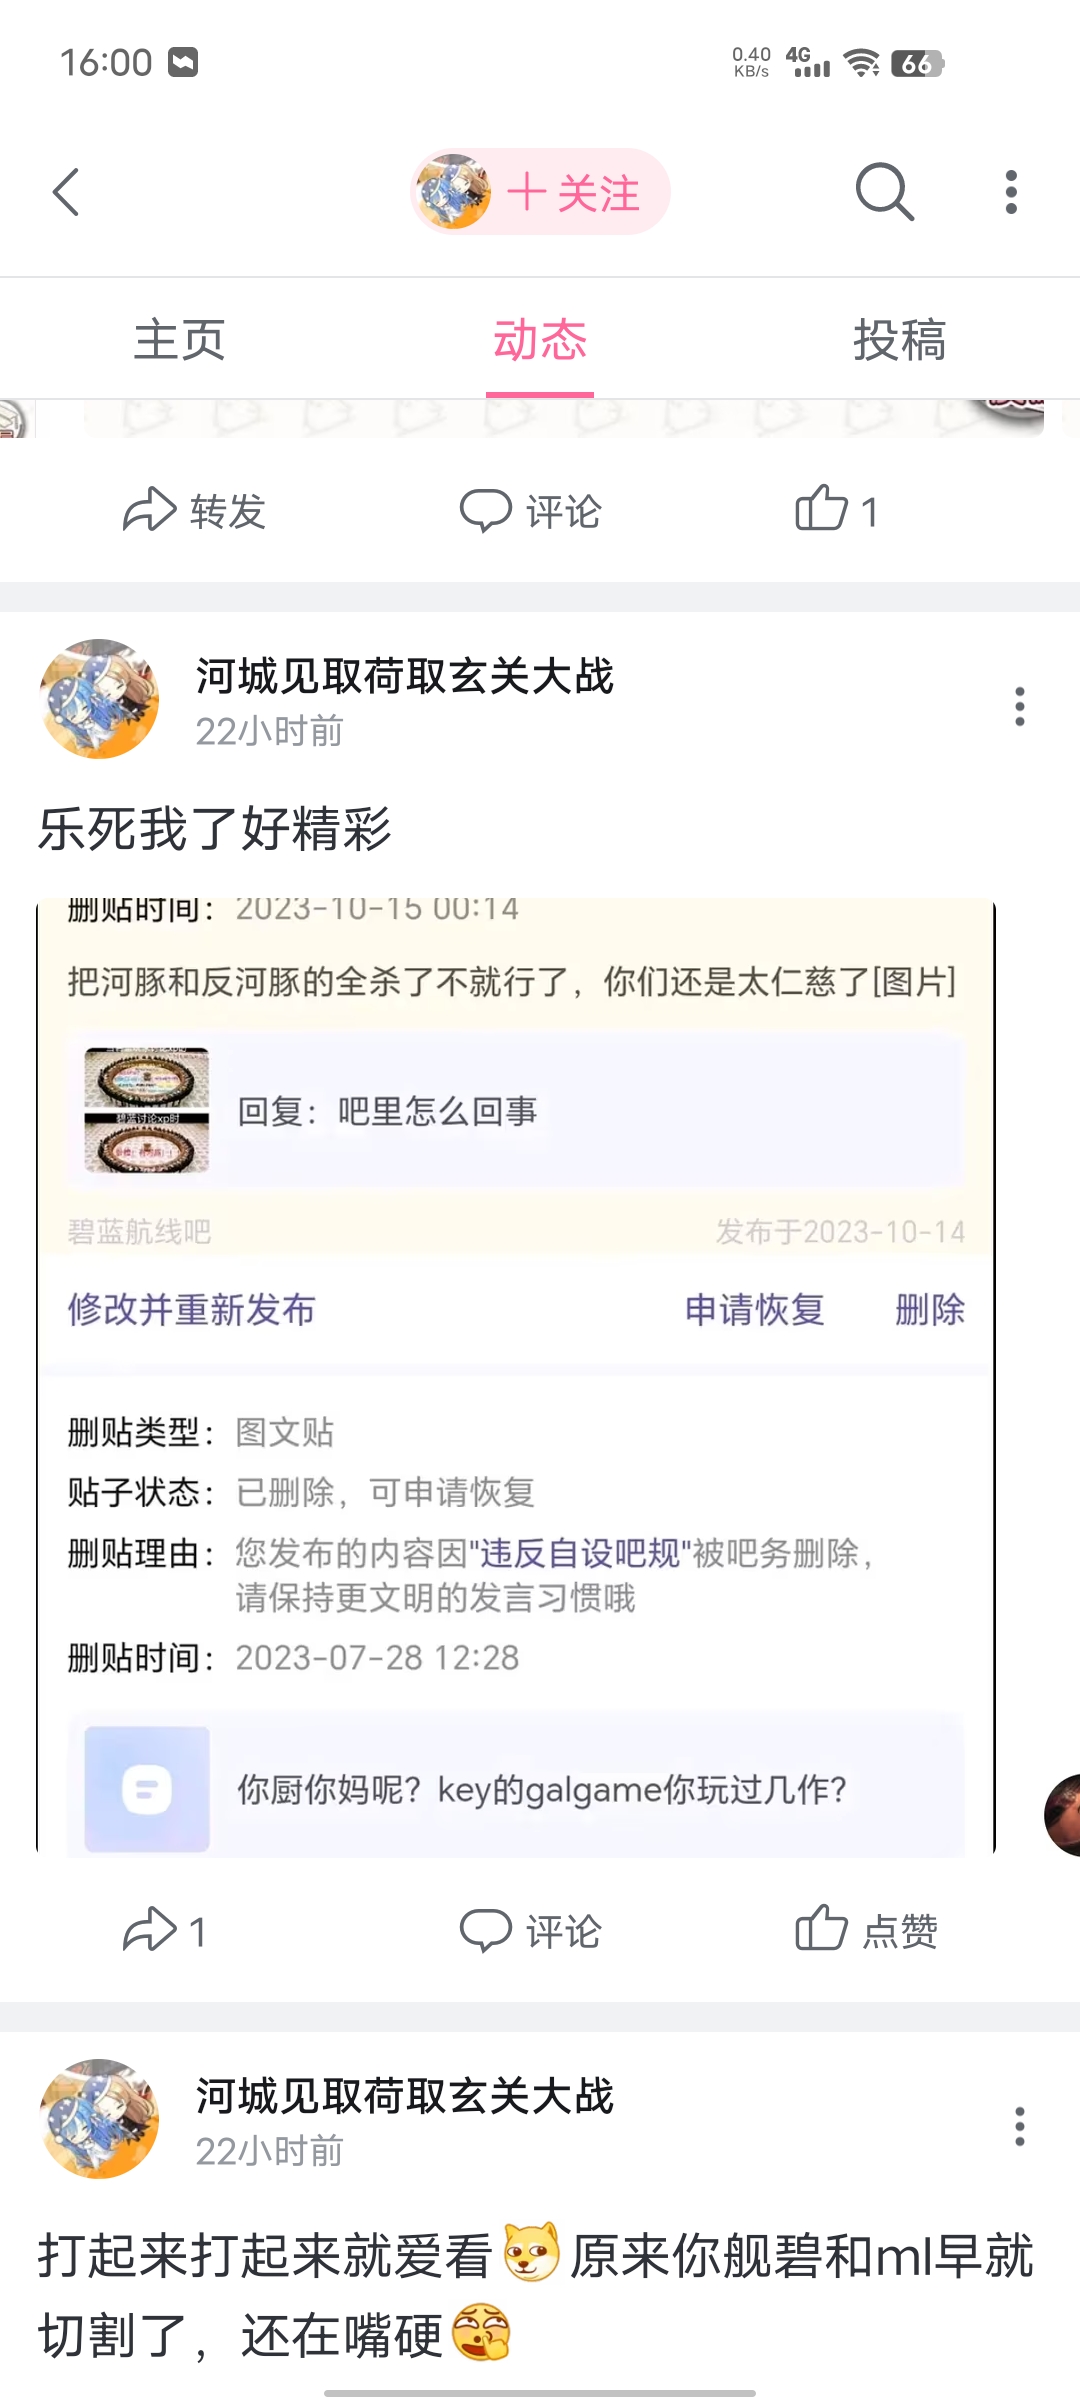 16:00
0.40
KB/s
4G
66
关注
主页
动态
投稿
转发
评论
1
河城见取荷取玄关大战
22小时前
乐死我了好精彩
删贴时间：2023-10-15 00:14
把河豚和反河豚的全杀了不就行了，你们还是太仁慈了[图片]
碧蓝讨论xp时
回复：吧里怎么回事
碧蓝航线吧
发布于2023-10-14
修改并重新发布
申请恢复
删除
删贴类型：图文贴
贴子状态：已删除，可申请恢复
删贴理由：您发布的内容因"违反自设吧规"被吧务删除，
请保持更文明的发言习惯哦
删贴时间：2023-07-28 12:28
你厨你妈呢？key的galgame你玩过几作？
1
评论
点赞
河城见取荷取玄关大战
22小时前
打起来打起来就爱看原来你舰碧和ml早就
切割了，还在嘴硬